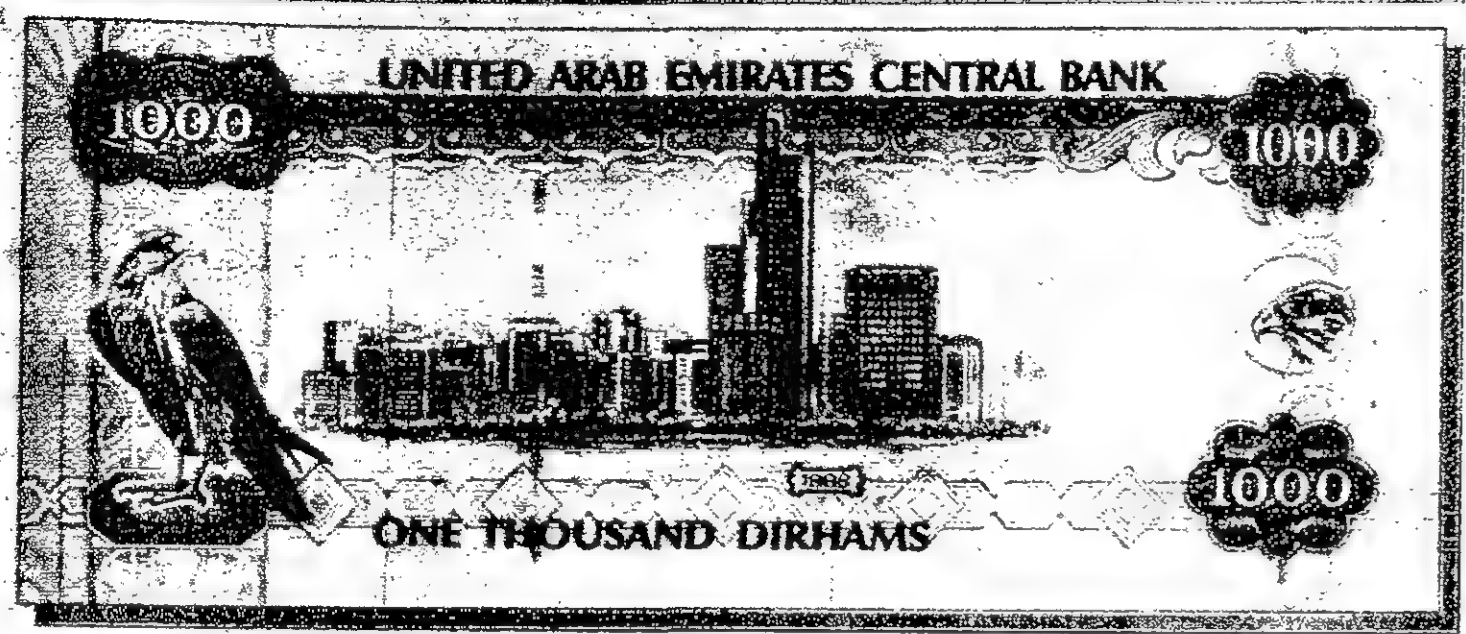 UNITED ARAB EMIRATES CENTRAL BANK
1000
1000
1000
ONE THOUSAND DIRHAMS